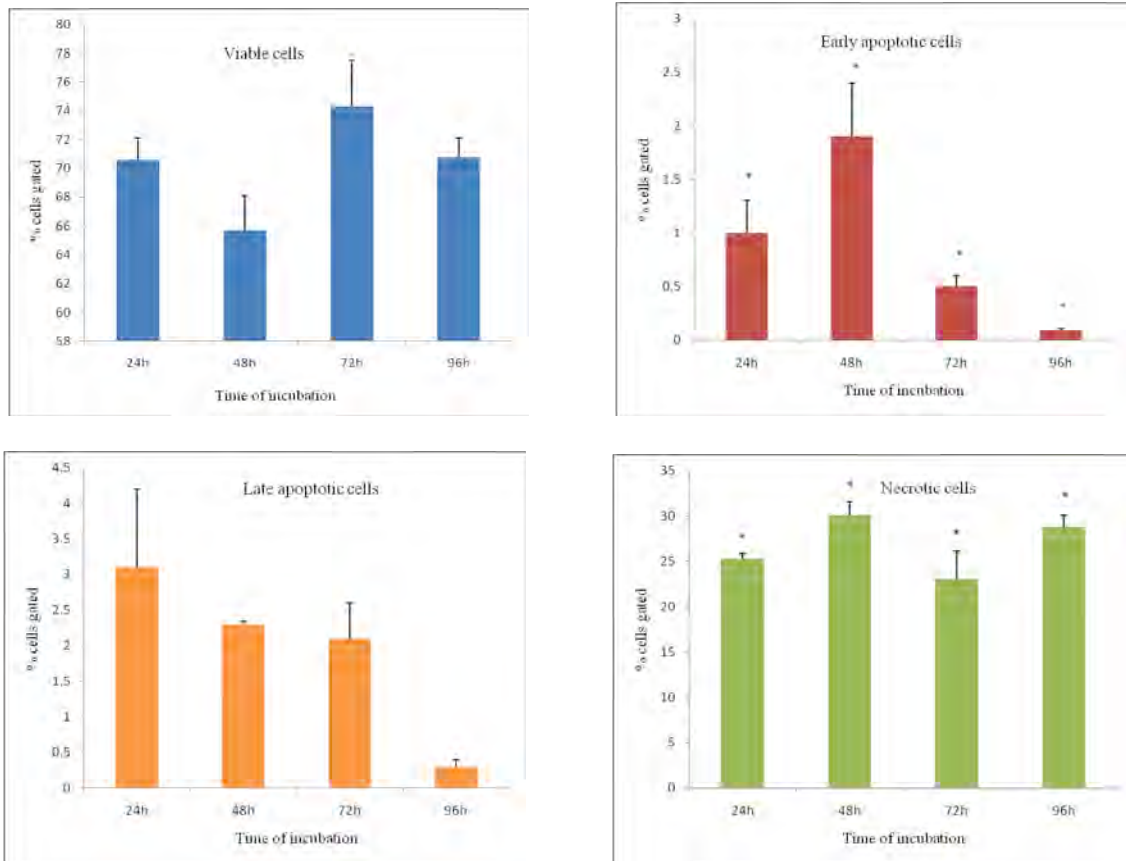 Viable cells
% cells gated
80
78
76
74
72
70
68
66
64
62
60
58
24h 48h 72h 96h
Time of incubation
Early apoptotic cells
% cells gated
3
2.5
2
1.5
1
0.5
0
* * * *
24h 48h 72h 96h
Time of incubation
Late apoptotic cells
% cells gated
4.5
4
3.5
3
2.5
2
1.5
1
0.5
0
24h 48h 72h 96h
Time of incubation
Necrotic cells
% cells gated
35
30
25
20
15
10
5
0
* * * *
24h 48h 72h 96h
Time of incubation